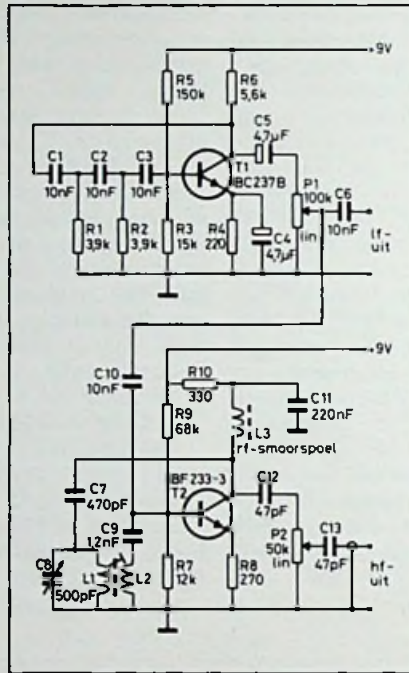 +9V
R5
150k
R6
5,6k
C5
4,7µF
C1
10nF
C2
10nF
C3
10nF
T1
BC237B
P1
100k
lin
C6
10nF
R1
3,9k
R2
3,9k
R3
15k
R4
220
C4
4,7µF
lf-
uit
C10
10nF
+9V
R10
330
R9
68k
C11
220nF
L3
rf-smoorspoel
C7
470pF
BF233-3
T2
C12
47pF
C9
1,2nF
P2
50k
lin
C13
47pF
C8
500pF
L1
L2
R7
12k
R8
270
hf-
uit